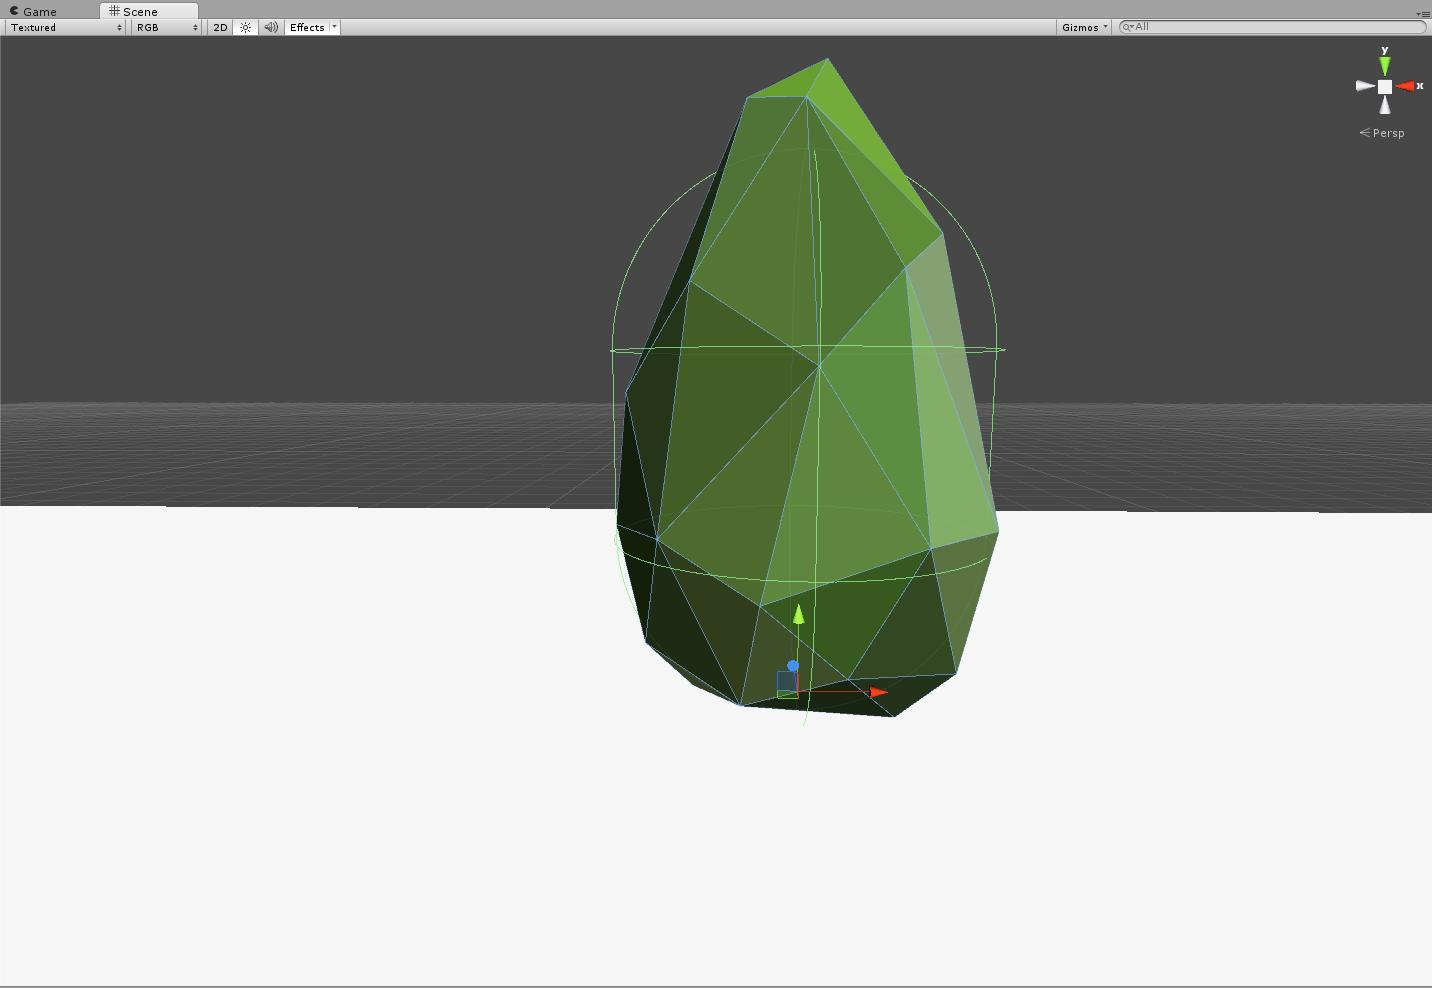 Game
Scene
Textured RGB 2D Effects Gizmos All
y
x
Persp